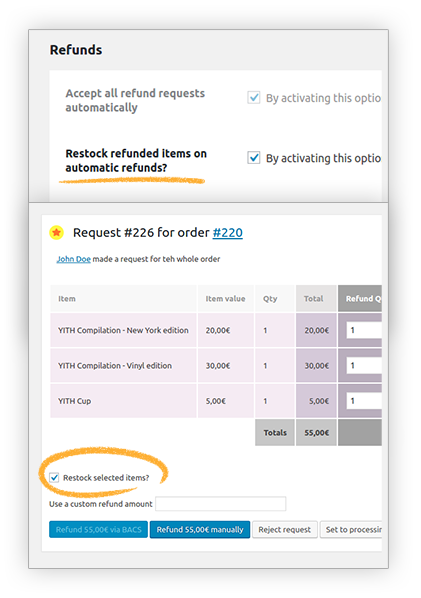 Refunds
Accept all refund requests
automatically
By activating this optio
Restock refunded items on
automatic refunds?
By activating this optio
Request #226 for order #220
John Doe made a request for teh whole order
Item Item value Qty Total Refund Q
YITH Compilation - New York edition 20,00€ 1 20,00€ 1
YITH Compilation - Vinyl edition 30,00€ 1 30,00€ 1
YITH Cup 5,00€ 1 5,00€ 1
Totals 55,00€
Restock selected items?
Use a custom refund amount
Refund 55,00€ via BACS Refund 55,00€ manually Reject request Set to processin